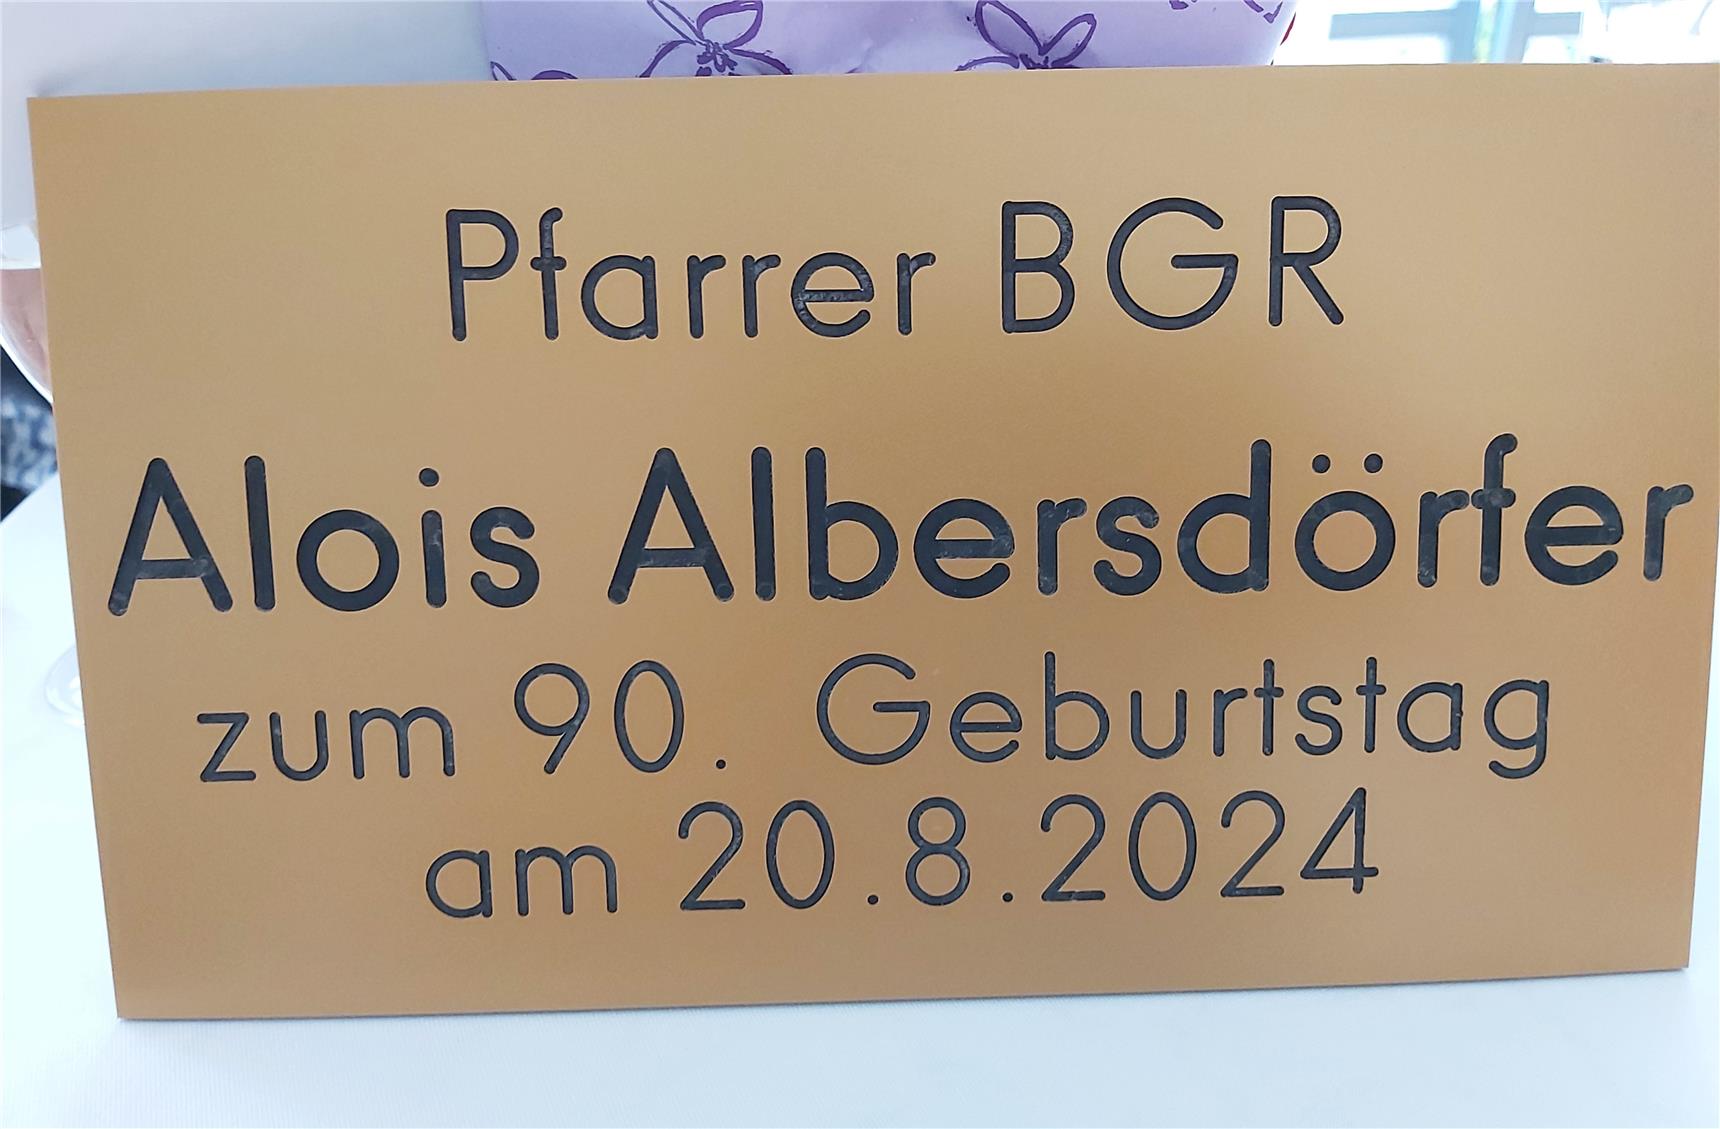 Pfarrer BGR
Alois Albersdörfer
zum 90. Geburtstag
am 20.8.2024